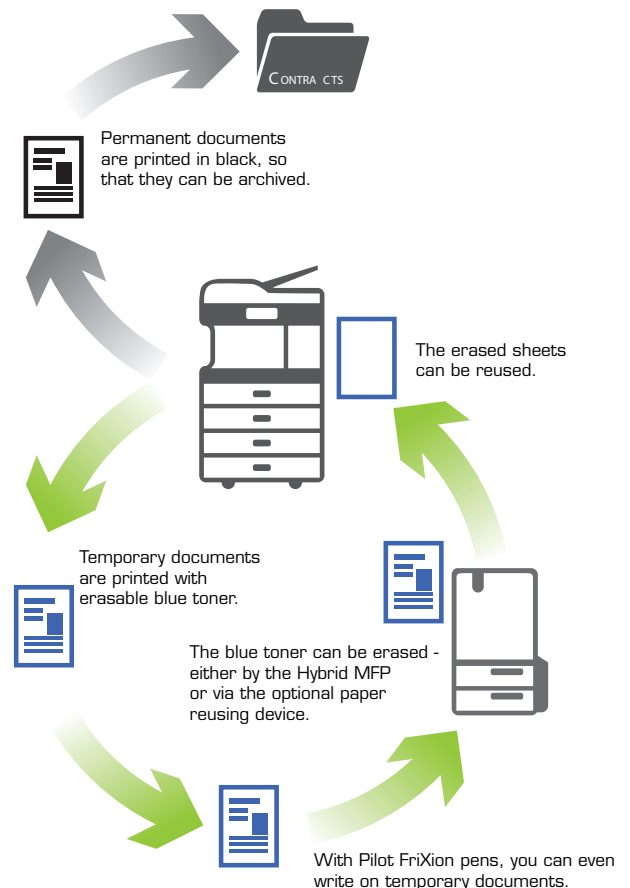 CONTRA CTS
Permanent documents
are printed in black, so
that they can be archived.
The erased sheets
can be reused.
Temporary documents
are printed with
erasable blue toner.
The blue toner can be erased -
either by the Hybrid MFP
or via the optional paper
reusing device.
With Pilot FriXion pens, you can even
write on temporary documents.